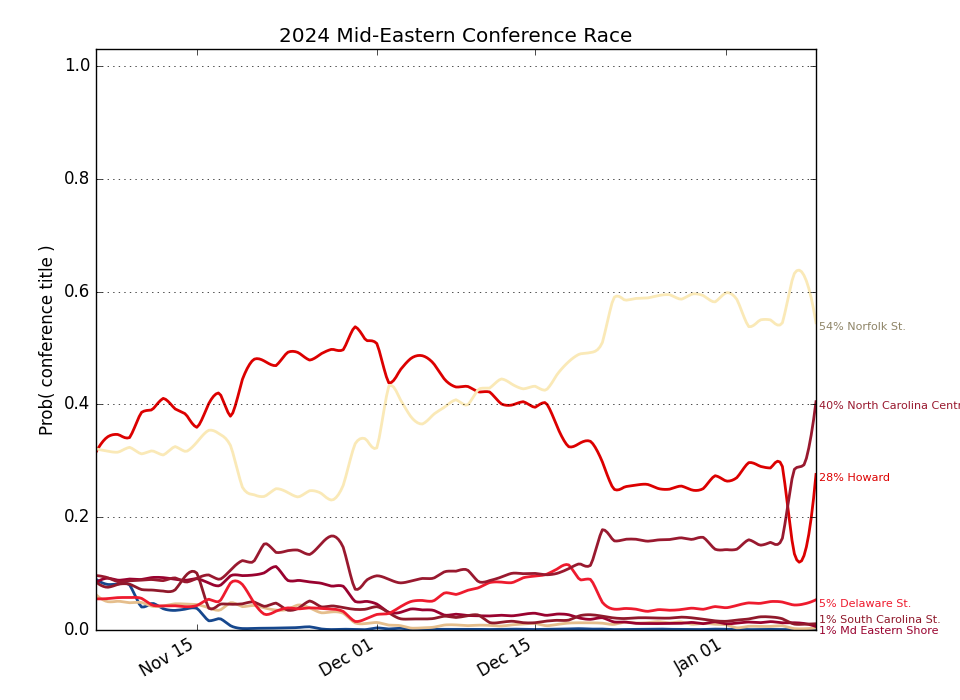 2024 Mid-Eastern Conference Race
Prob( conference title )
1.0
0.8
0.6
0.4
0.2
0.0
Nov 15
Dec 01
Dec 15
Jan 01
54% Norfolk St.
40% North Carolina Centr
28% Howard
5% Delaware St.
1% South Carolina St.
1% Md Eastern Shore